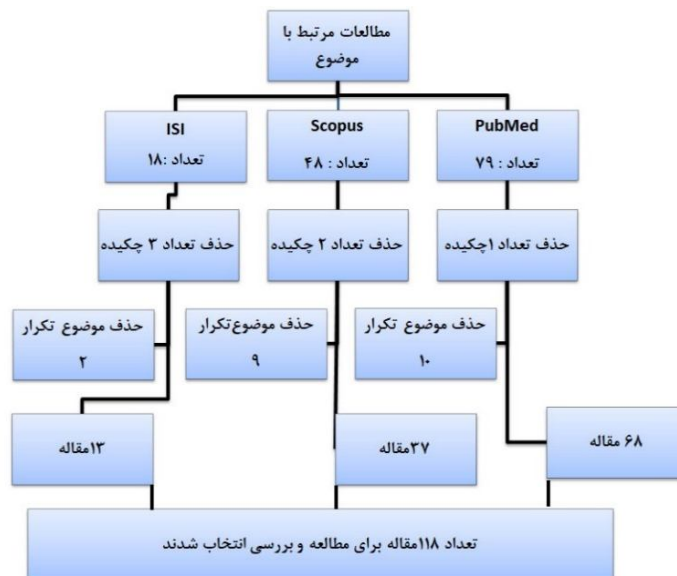 مطالعات مرتبط با
موضوع
PubMed
تعداد : ۷۹
Scopus
تعداد : ۴۸
ISI
تعداد :۱۸
حذف تعداد ۱چکیده
حذف تعداد ۲ چکیده
حذف تعداد ۳ چکیده
حذف موضوع تکرار
۱۰
حذف موضوع تکرار
۹
حذف موضوع تکرار
۲
۶۸ مقاله
۳۷مقاله
۱۳مقاله
تعداد ۱۱۸مقاله برای مطالعه و بررسی انتخاب شدند